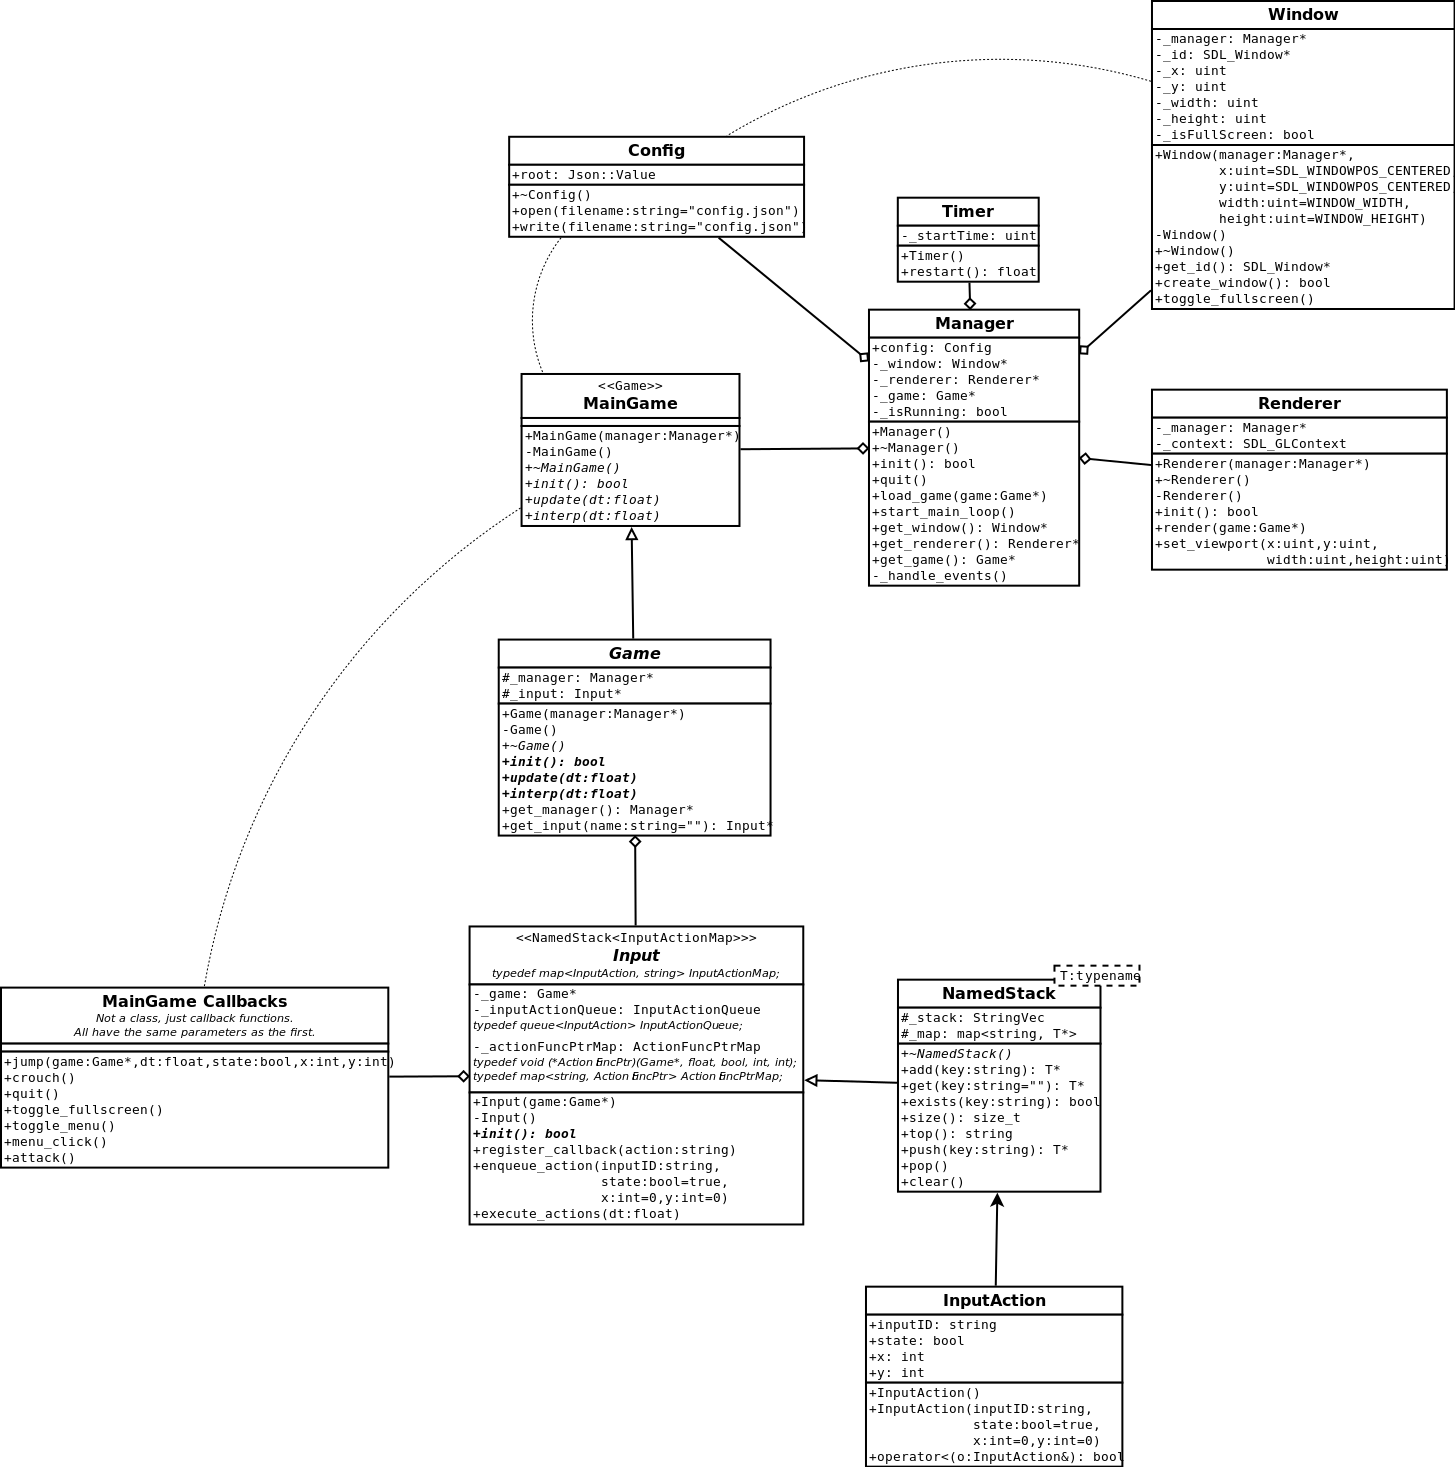 Window
-_manager: Manager*
-_id: SDL_Window*
-_x: uint
-_y: uint
-_width: uint
-_height: uint
-_isFullScreen: bool
+Window(manager:Manager*,
x:uint=SDL_WINDOWPOS_CENTERED
y:uint=SDL_WINDOWPOS_CENTERED
width:uint=WINDOW_WIDTH,
height:uint=WINDOW_HEIGHT)
-Window()
+~Window()
+get_id(): SDL_Window*
+create_window(): bool
+toggle_fullscreen()
Config
+root: Json::Value
+~Config()
+open(filename:string="config.json")
+write(filename:string="config.json")
Timer
-_startTime: uint
+Timer()
+restart(): float
Manager
+config: Config
-_window: Window*
-_renderer: Renderer*
-_game: Game*
-_isRunning: bool
+Manager()
+~Manager()
+init(): bool
+quit()
+load_game(game:Game*)
+start_main_loop()
+get_window(): Window*
+get_renderer(): Renderer*
+get_game(): Game*
-_handle_events()
<<Game>>
MainGame
+MainGame(manager:Manager*)
-MainGame()
+~MainGame()
+init(): bool
+update(dt:float)
+interp(dt:float)
Renderer
-_manager: Manager*
-_context: SDL_GLContext
+Renderer(manager:Manager*)
+~Renderer()
-Renderer()
+init(): bool
+render(game:Game*)
+set_viewport(x:uint,y:uint,
width:uint,height:uint)
Game
#_manager: Manager*
#_input: Input*
+Game(manager:Manager*)
-Game()
+~Game()
+init(): bool
+update(dt:float)
+interp(dt:float)
+get_manager(): Manager*
+get_input(name:string=""): Input*
<<NamedStack<InputActionMap>>>
Input
typedef map<InputAction, string> InputActionMap;
-_game: Game*
-_inputActionQueue: InputActionQueue
typedef queue<InputAction> InputActionQueue;
-_actionFuncPtrMap: ActionFuncPtrMap
typedef void (*ActionFuncPtr)(Game*, float, bool, int, int);
typedef map<string, ActionFuncPtr> ActionFuncPtrMap;
+Input(game:Game*)
-Input()
+init(): bool
+register_callback(action:string)
+enqueue_action(inputID:string,
state:bool=true,
x:int=0,y:int=0)
+execute_actions(dt:float)
MainGame Callbacks
Not a class, just callback functions.
All have the same parameters as the first.
+jump(game:Game*,dt:float,state:bool,x:int,y:int)
+crouch()
+quit()
+toggle_fullscreen()
+toggle_menu()
+menu_click()
+attack()
T:typename
NamedStack
#_stack: StringVec
#_map: map<string, T*>
+~NamedStack()
+add(key:string): T*
+get(key:string=""): T*
+exists(key:string): bool
+size(): size_t
+top(): string
+push(key:string): T*
+pop()
+clear()
InputAction
+inputID: string
+state: bool
+x: int
+y: int
+InputAction()
+InputAction(inputID:string,
state:bool=true,
x:int=0,y:int=0)
+operator<(o:InputAction&): bool